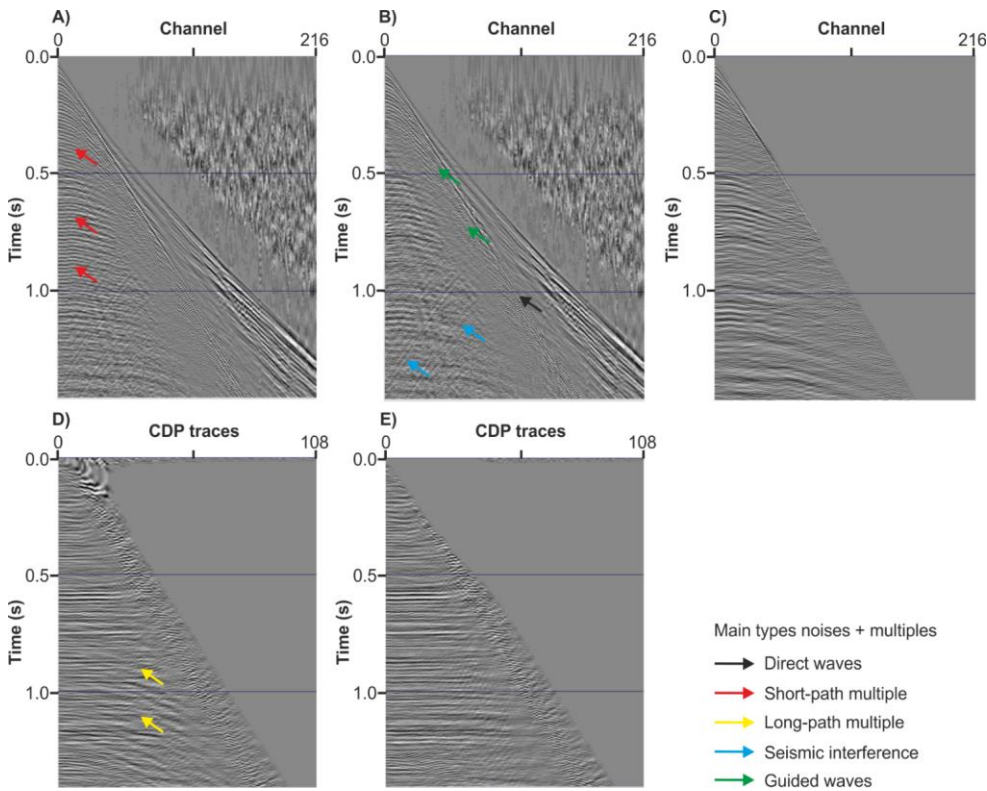 A)
Channel
0
216
0.0
0.5
1.0
Time (s)
B)
Channel
0
216
0.0
0.5
1.0
Time (s)
C)
Channel
0
216
0.0
0.5
1.0
Time (s)
D)
CDP traces
0
108
0.0
0.5
1.0
Time (s)
E)
CDP traces
0
108
0.0
0.5
1.0
Time (s)
Main types noises + multiples
Direct waves
Short-path multiple
Long-path multiple
Seismic interference
Guided waves